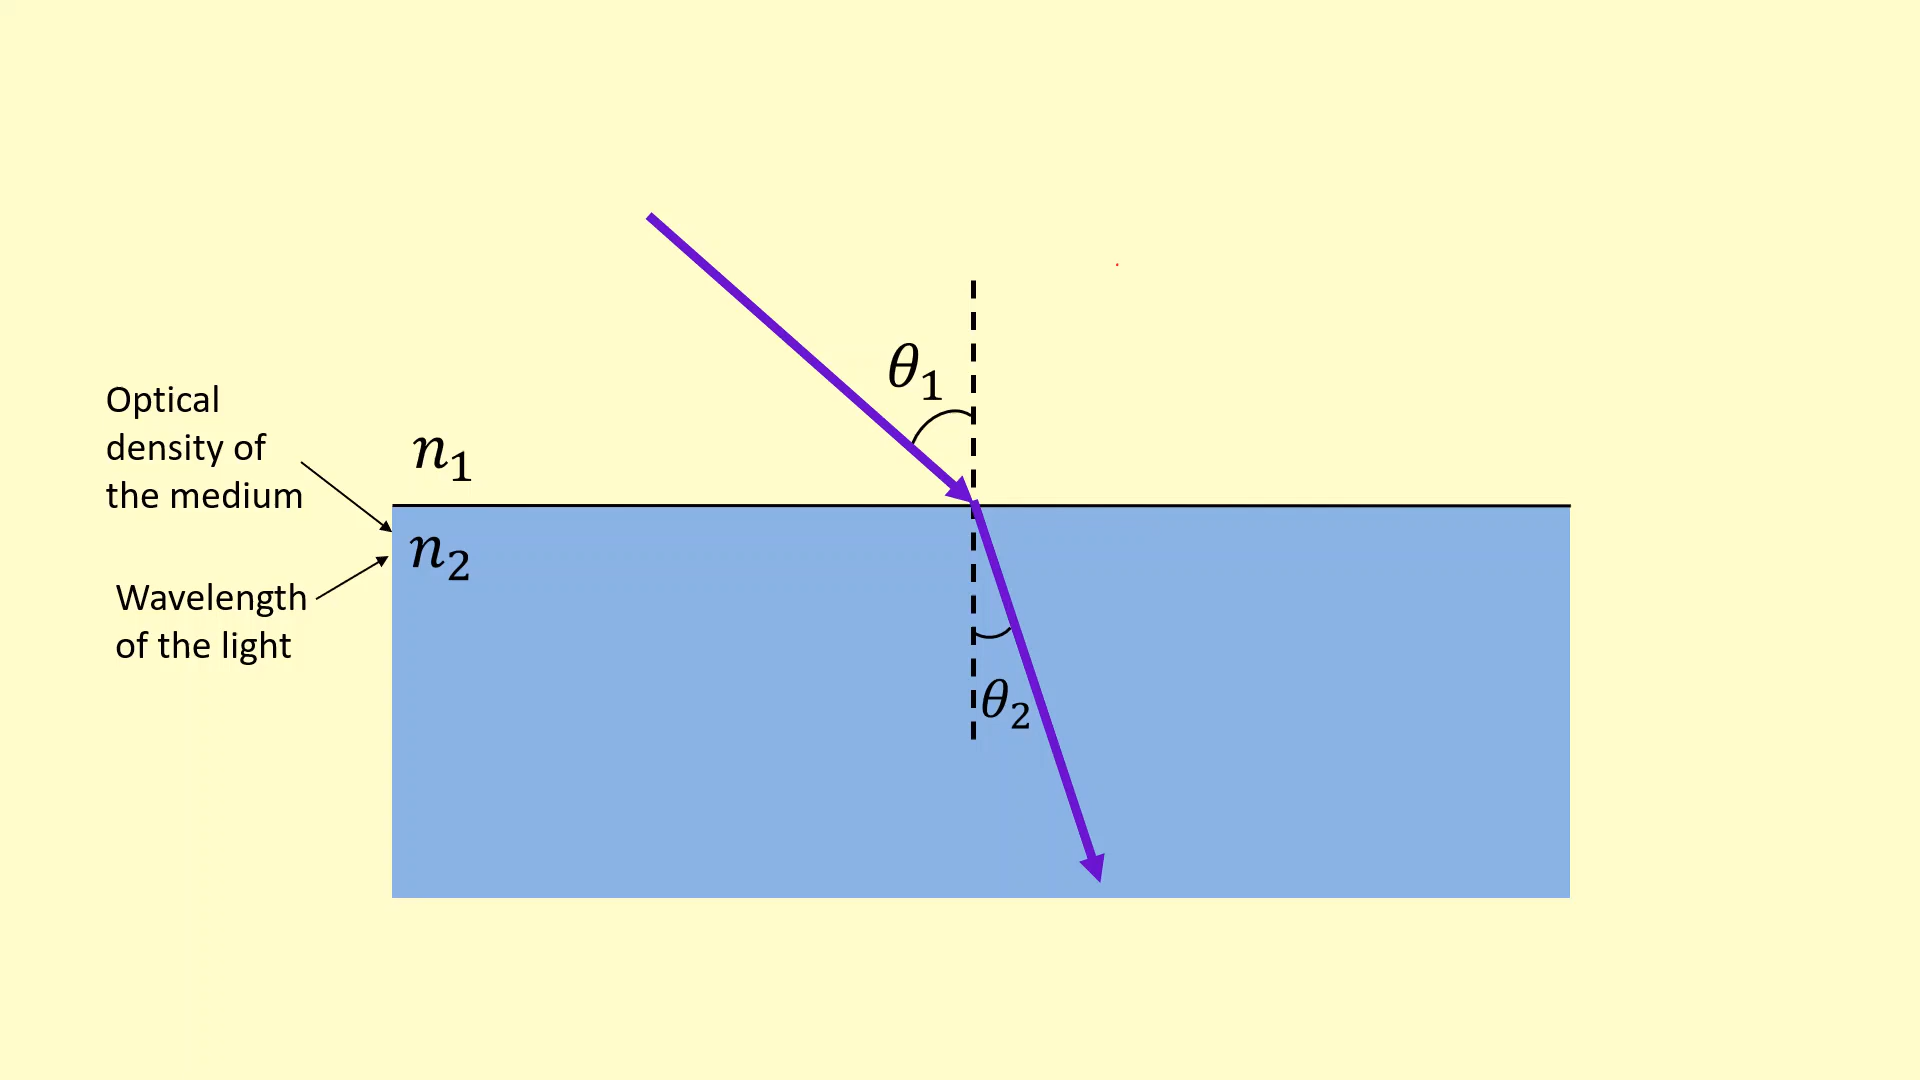 θ₁
Optical
density of
the medium
n₁
n₂
Wavelength
of the light
θ₂